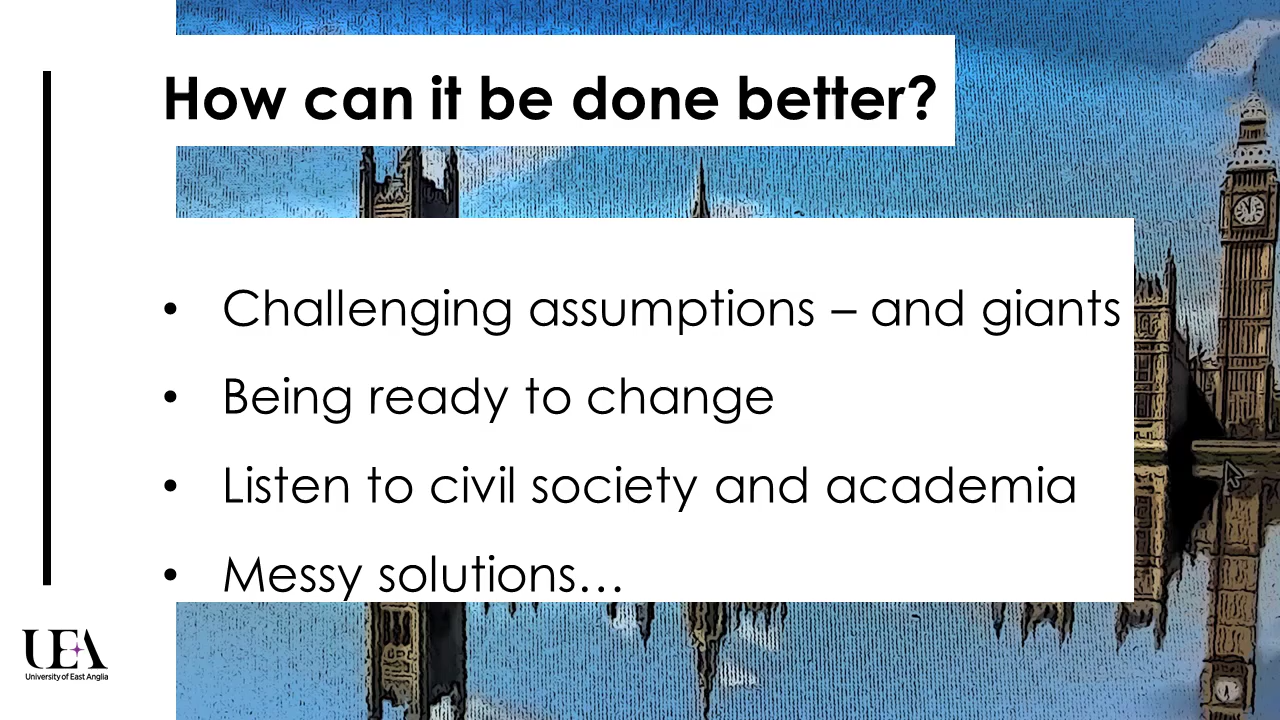 How can it be done better?
• Challenging assumptions – and giants
• Being ready to change
• Listen to civil society and academia
• Messy solutions…
UEA
University of East Anglia